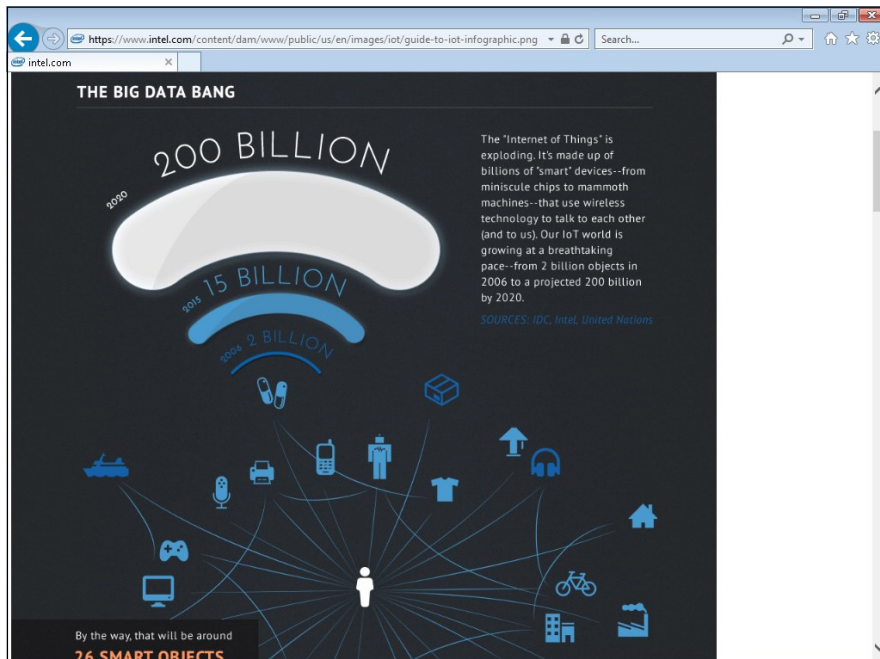 https://www.intel.com/content/dam/www/public/us/en/images/iot/guide-to-iot-infographic.png
Search...
intel.com
THE BIG DATA BANG
200 BILLION
2020
15 BILLION
2015
2 BILLION
2006
The "Internet of Things" is
exploding. It's made up of
billions of "smart" devices--from
miniscule chips to mammoth
machines--that use wireless
technology to talk to each other
(and to us). Our IoT world is
growing at a breathtaking
pace--from 2 billion objects in
2006 to a projected 200 billion
by 2020.
SOURCES: IDC, Intel, United Nations
By the way, that will be around
26 SMART OBJECTS